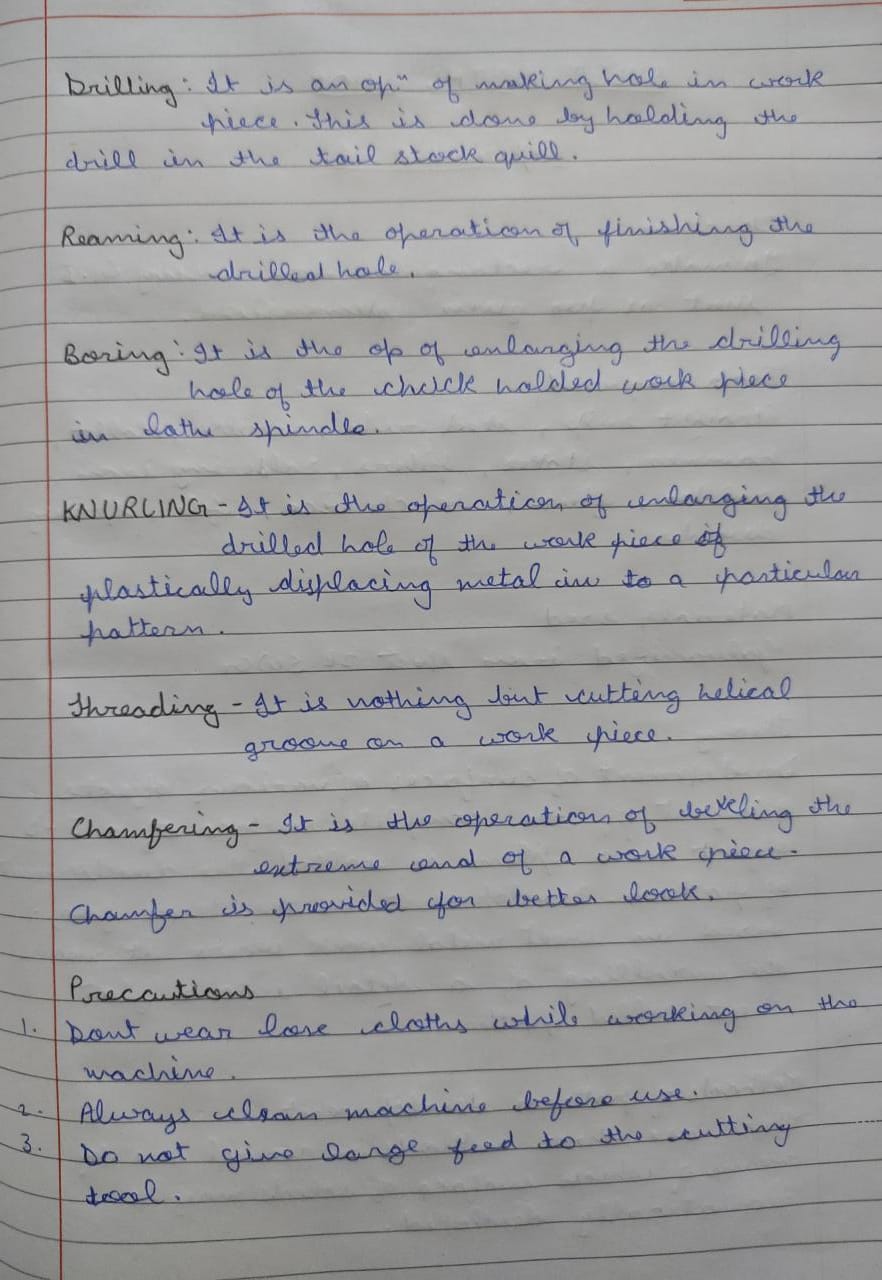 Drilling: It is an opⁿ of making hole in work
piece. This is done by holding the
drill in the tail stock quill.
Reaming: It is the operation of finishing the
drilled hole.
Boring: It is the op of enlarging the drilling
hole of the chuck holded work piece
in lathe spindle.
KNURLING - It is the operation of enlarging the
drilled hole of the work piece of
plastically displacing metal in to a particular
pattern.
Threading - It is nothing but cutting helical
groove on a work piece.
Chamfering - It is the operation of beveling the
extreme end of a work piece.
Chamfer is provided for better look.
Precautions
1. Dont wear lose cloths while working on the
machine.
2. Always clean machine before use.
3. Do not give large feed to the cutting
tool.